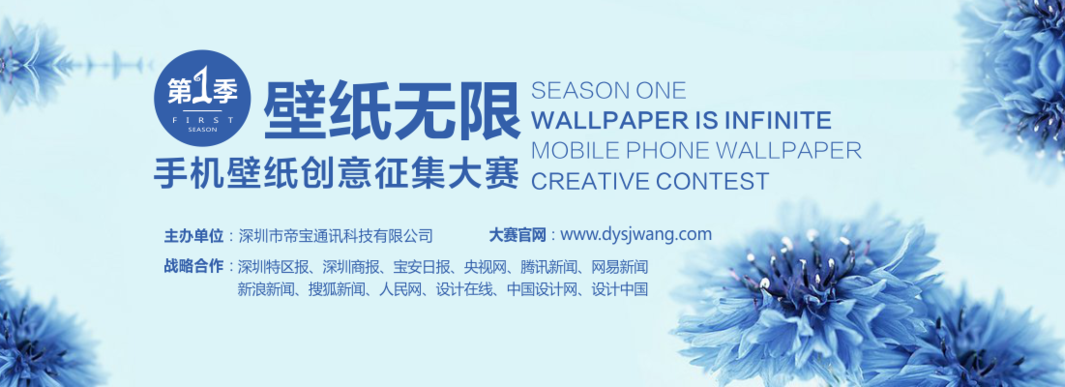 第1季
FIRST
SEASON
壁纸无限
手机壁纸创意征集大赛
SEASON ONE
WALLPAPER IS INFINITE
MOBILE PHONE WALLPAPER
CREATIVE CONTEST
主办单位：深圳市帝宝通讯科技有限公司
大赛官网：www.dysjwang.com
战略合作：深圳特区报、深圳商报、宝安日报、央视网、腾讯新闻、网易新闻
新浪新闻、搜狐新闻、人民网、设计在线、中国设计网、设计中国